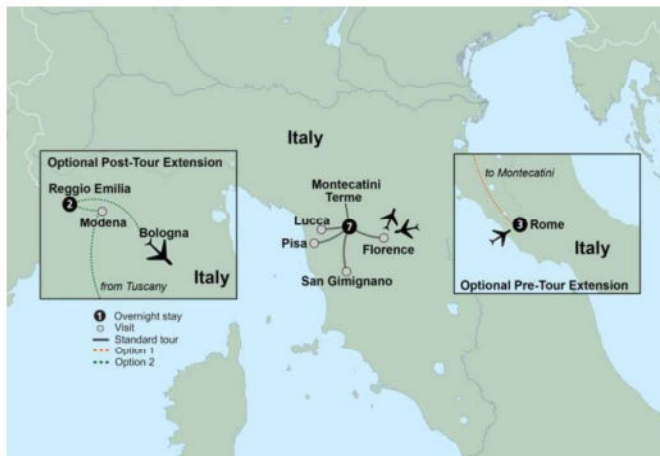 Italy
Optional Post-Tour Extension
Reggio Emilia
2
Modena
Bologna
Italy
from Tuscany
Montecatini
Terme
Lucca
7
Pisa
Florence
San Gimignano
to Montecatini
3 Rome
Italy
Optional Pre-Tour Extension
1 Overnight stay
Visit
Standard tour
Option 1
Option 2